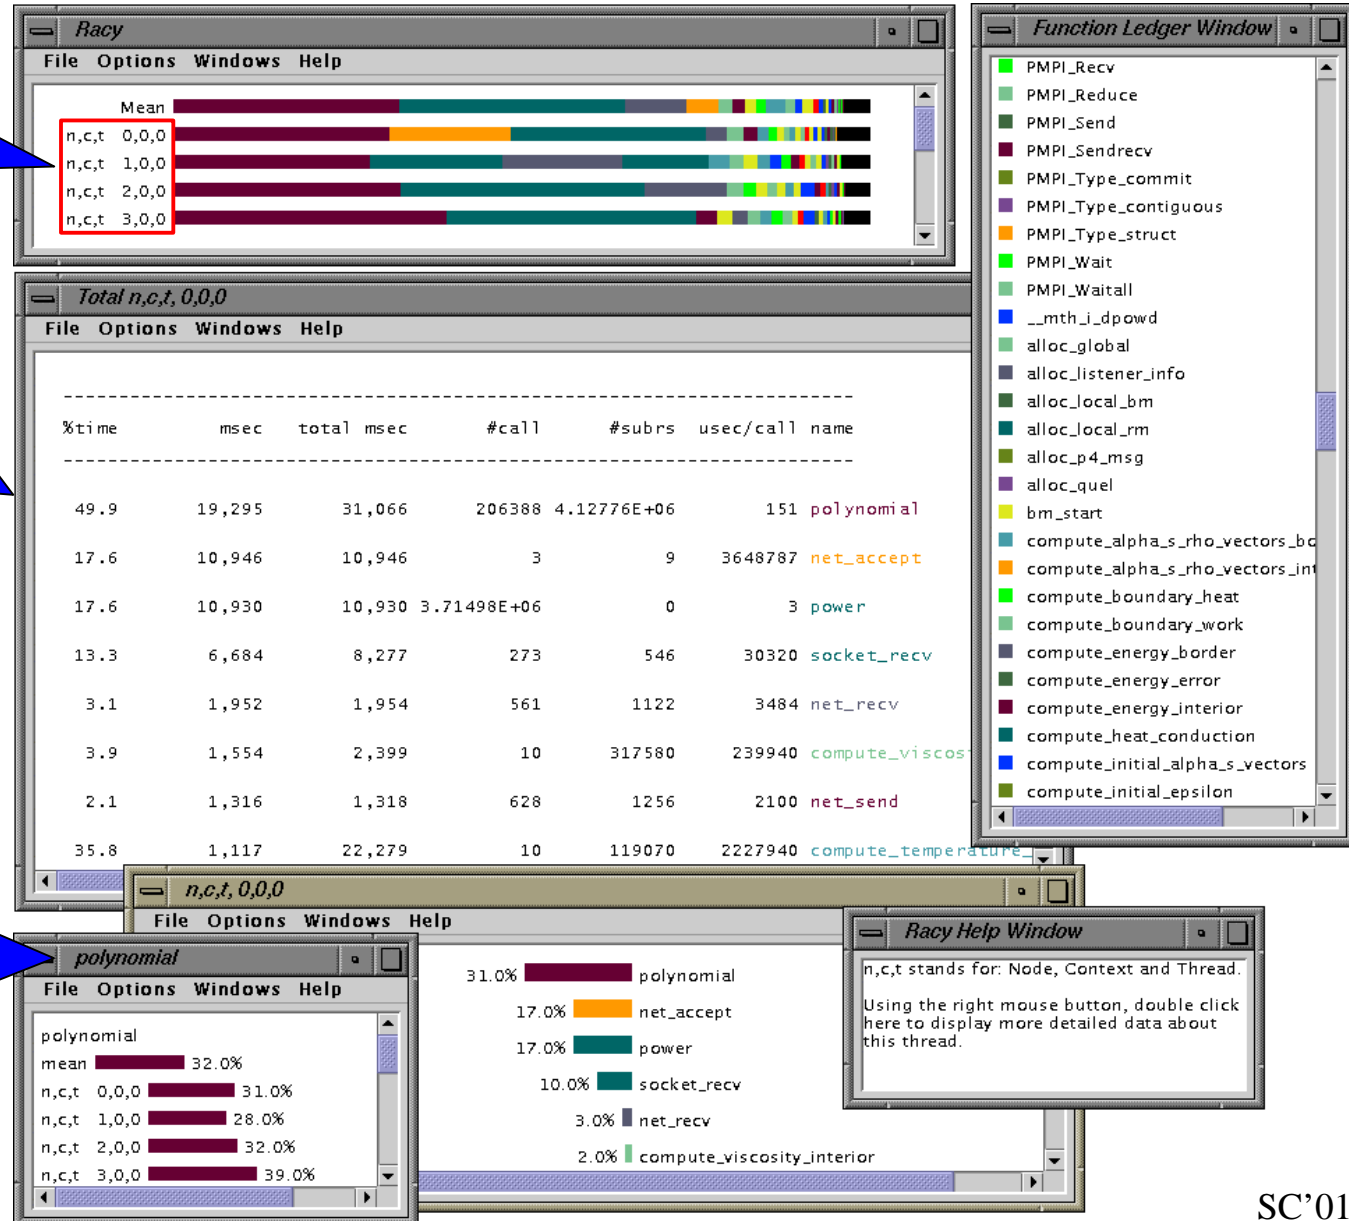 Racy
File Options Windows Help
Mean
n,c,t 0,0,0
n,c,t 1,0,0
n,c,t 2,0,0
n,c,t 3,0,0
Function Ledger Window
PMPI_Recv
PMPI_Reduce
PMPI_Send
PMPI_Sendrecv
PMPI_Type_commit
PMPI_Type_contiguous
PMPI_Type_struct
PMPI_Wait
PMPI_Waitall
__mth_i_dpowd
alloc_global
alloc_listener_info
alloc_local_bm
alloc_local_rm
alloc_p4_msg
alloc_quel
bm_start
compute_alpha_s_rho_vectors_bo
compute_alpha_s_rho_vectors_int
compute_boundary_heat
compute_boundary_work
compute_energy_border
compute_energy_error
compute_energy_interior
compute_heat_conduction
compute_initial_alpha_s_vectors
compute_initial_epsilon
Total n,c,t, 0,0,0
File Options Windows Help
%time msec total msec #call #subrs usec/call name
49.9 19,295 31,066 206388 4.12776E+06 151 polynomial
17.6 10,946 10,946 3 9 3648787 net_accept
17.6 10,930 10,930 3.71498E+06 0 3 power
13.3 6,684 8,277 273 546 30320 socket_recv
3.1 1,952 1,954 561 1122 3484 net_recv
3.9 1,554 2,399 10 317580 239940 compute_viscos
2.1 1,316 1,318 628 1256 2100 net_send
35.8 1,117 22,279 10 119070 2227940 compute_temperature_
n,c,t, 0,0,0
File Options Windows Help
31.0% polynomial
17.0% net_accept
17.0% power
10.0% socket_recv
3.0% net_recv
2.0% compute_viscosity_interior
polynomial
File Options Windows Help
polynomial
mean 32.0%
n,c,t 0,0,0 31.0%
n,c,t 1,0,0 28.0%
n,c,t 2,0,0 32.0%
n,c,t 3,0,0 39.0%
Racy Help Window
n,c,t stands for: Node, Context and Thread.
Using the right mouse button, double click
here to display more detailed data about
this thread.
SC’01